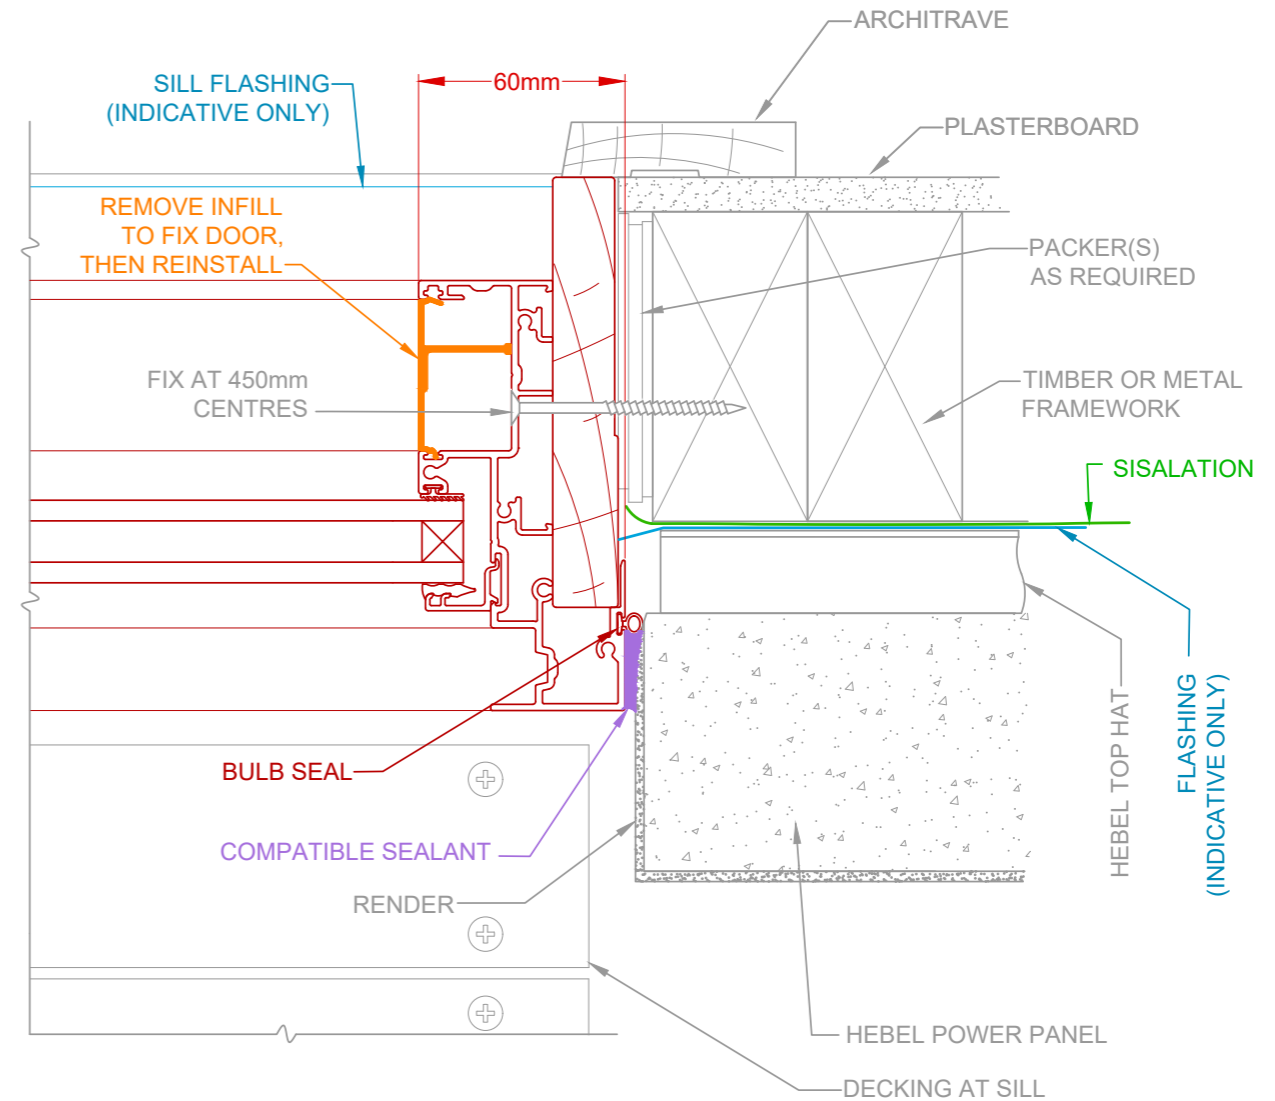 ARCHITRAVE
60mm
SILL FLASHING
(INDICATIVE ONLY)
PLASTERBOARD
REMOVE INFILL
TO FIX DOOR,
THEN REINSTALL
PACKER(S)
AS REQUIRED
FIX AT 450mm
CENTRES
TIMBER OR METAL
FRAMEWORK
SISALATION
BULB SEAL
HEBEL TOP HAT
FLASHING
(INDICATIVE ONLY)
COMPATIBLE SEALANT
RENDER
HEBEL POWER PANEL
DECKING AT SILL